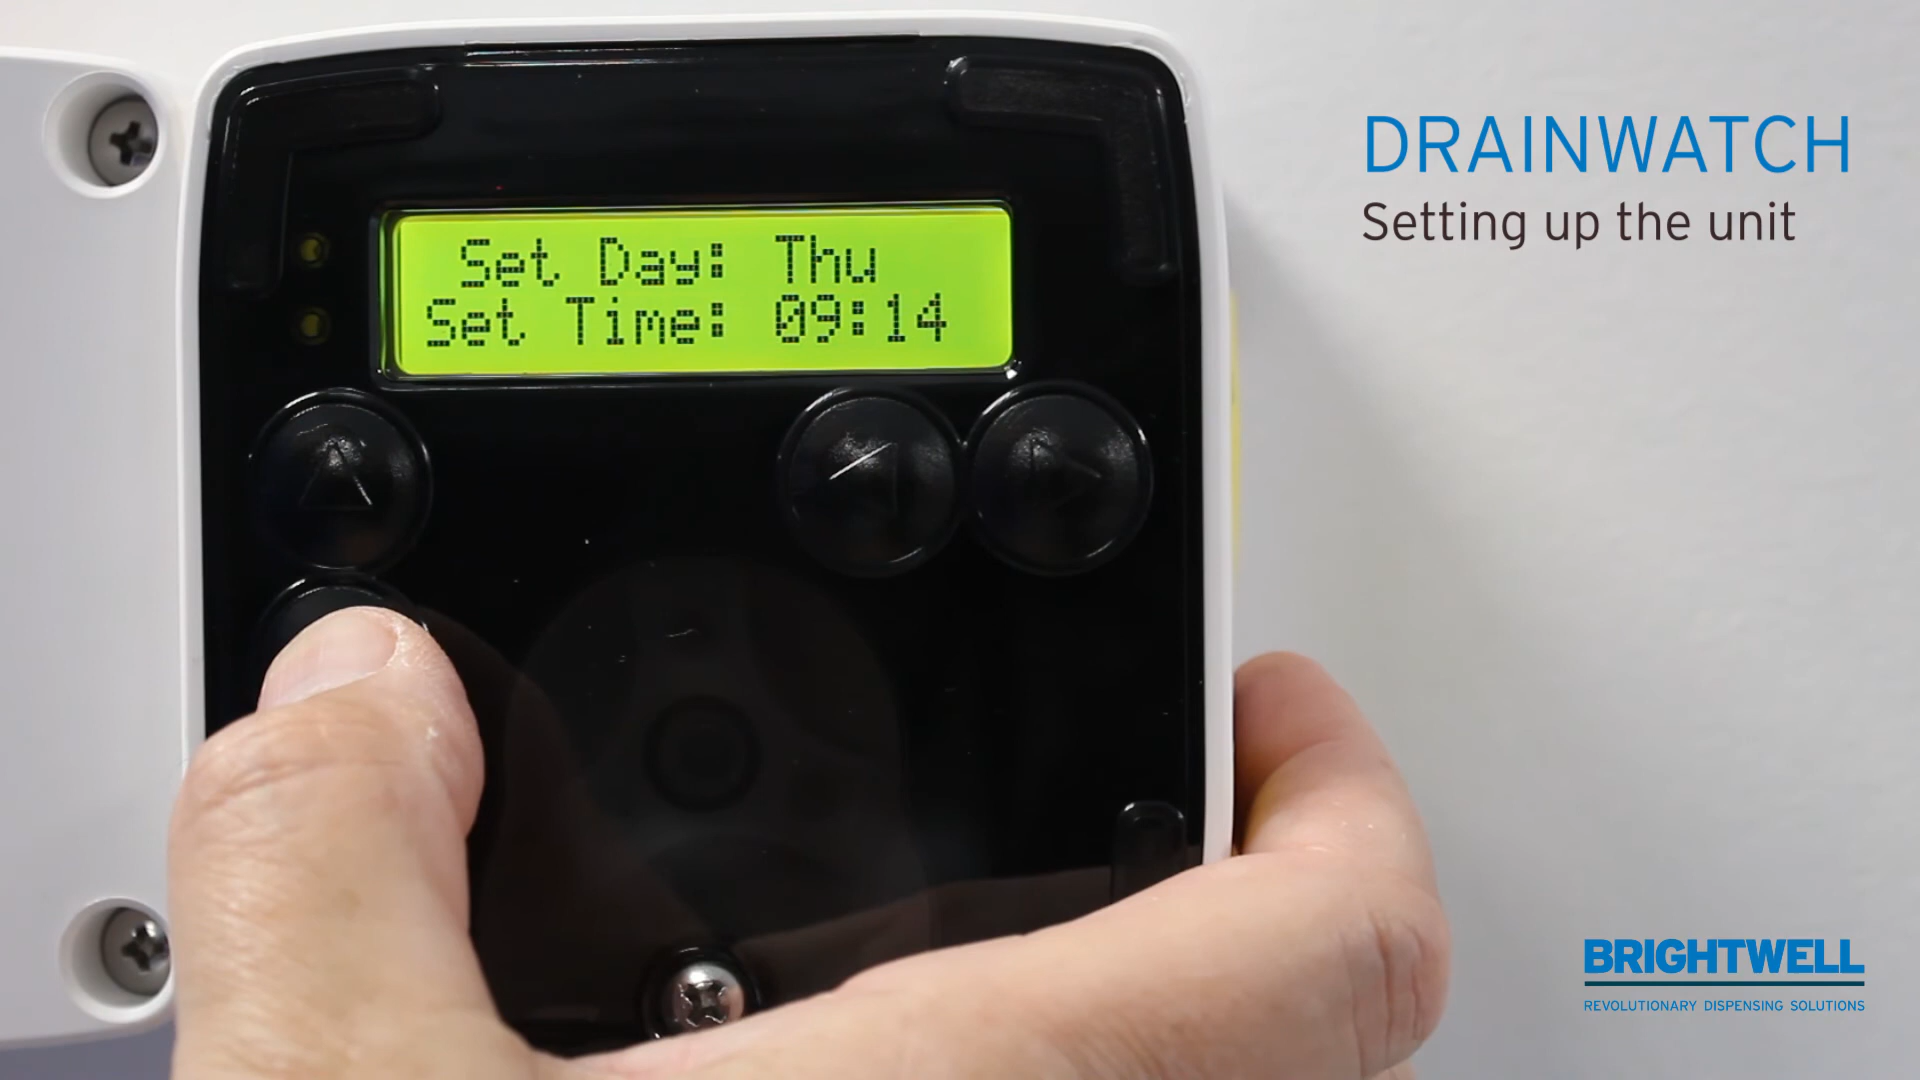 Set Day: Thu
Set Time: 09:14
DRAINWATCH
Setting up the unit
BRIGHTWELL
REVOLUTIONARY DISPENSING SOLUTIONS